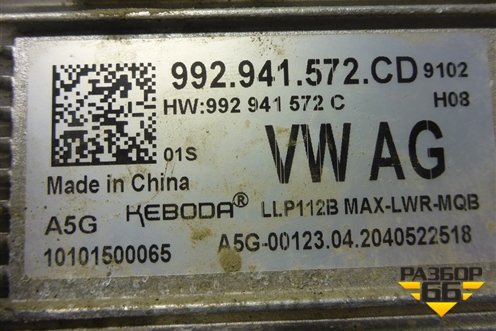 992.941.572.CD 9102
HW:992 941 572 C H08
01S VW AG
Made in China
A5G KEBODA® LLP112B MAX-LWR-MQB
10101500065 A5G-00123.04.2040522518
РАЗБОР
66